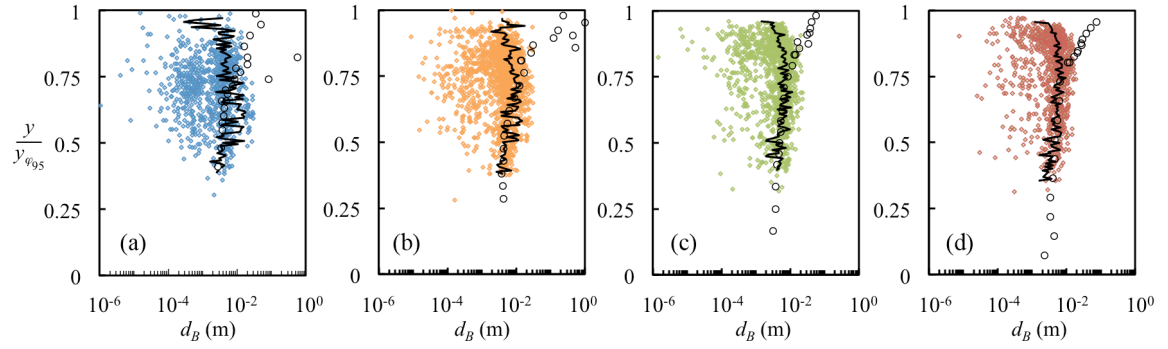 1 1 1 1
0.75 0.75 0.75 0.75
y
y_{φ_{95}}
0.5 0.5 0.5 0.5
0.25 0.25 0.25 0.25
(a) (b) (c) (d)
0 0 0 0
10^{-6} 10^{-4} 10^{-2} 10^{0} 10^{-6} 10^{-4} 10^{-2} 10^{0} 10^{-6} 10^{-4} 10^{-2} 10^{0} 10^{-6} 10^{-4} 10^{-2} 10^{0}
d_B (m) d_B (m) d_B (m) d_B (m)